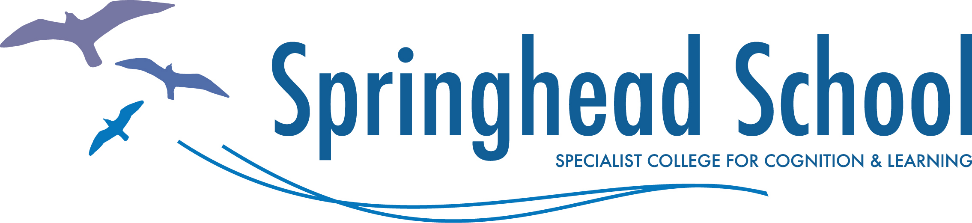 Springhead School
SPECIALIST COLLEGE FOR COGNITION & LEARNING